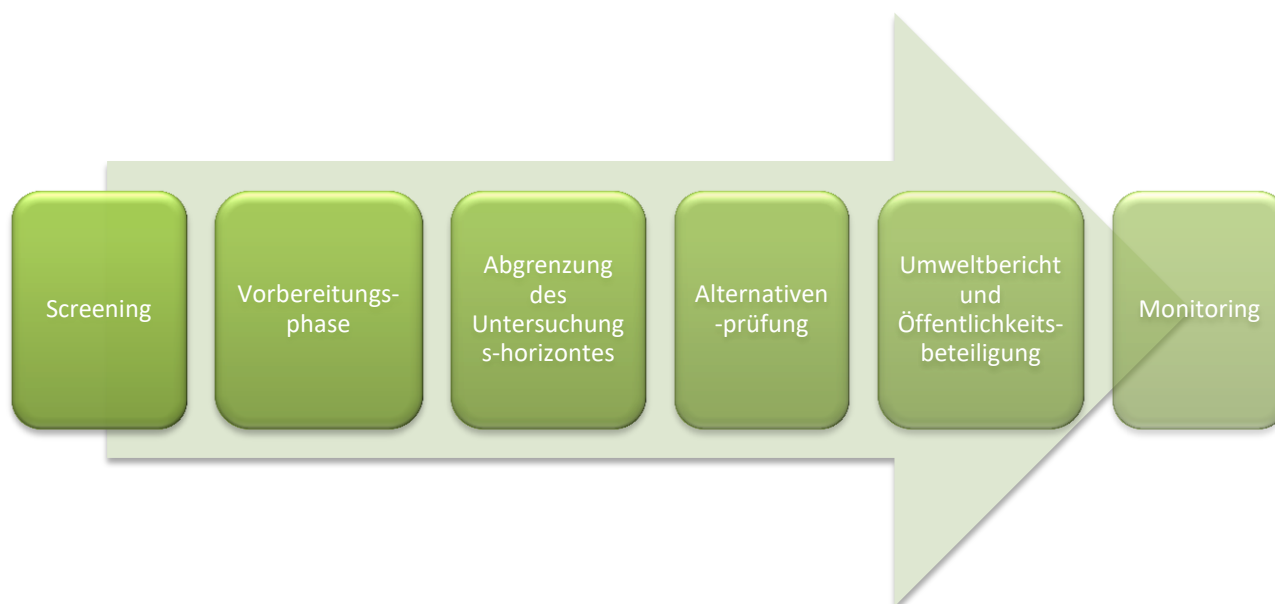 Screening
Vorbereitungs-
phase
Abgrenzung
des
Untersuchung
s-horizontes
Alternativen
-prüfung
Umweltbericht
und
Öffentlichkeits-
beteiligung
Monitoring